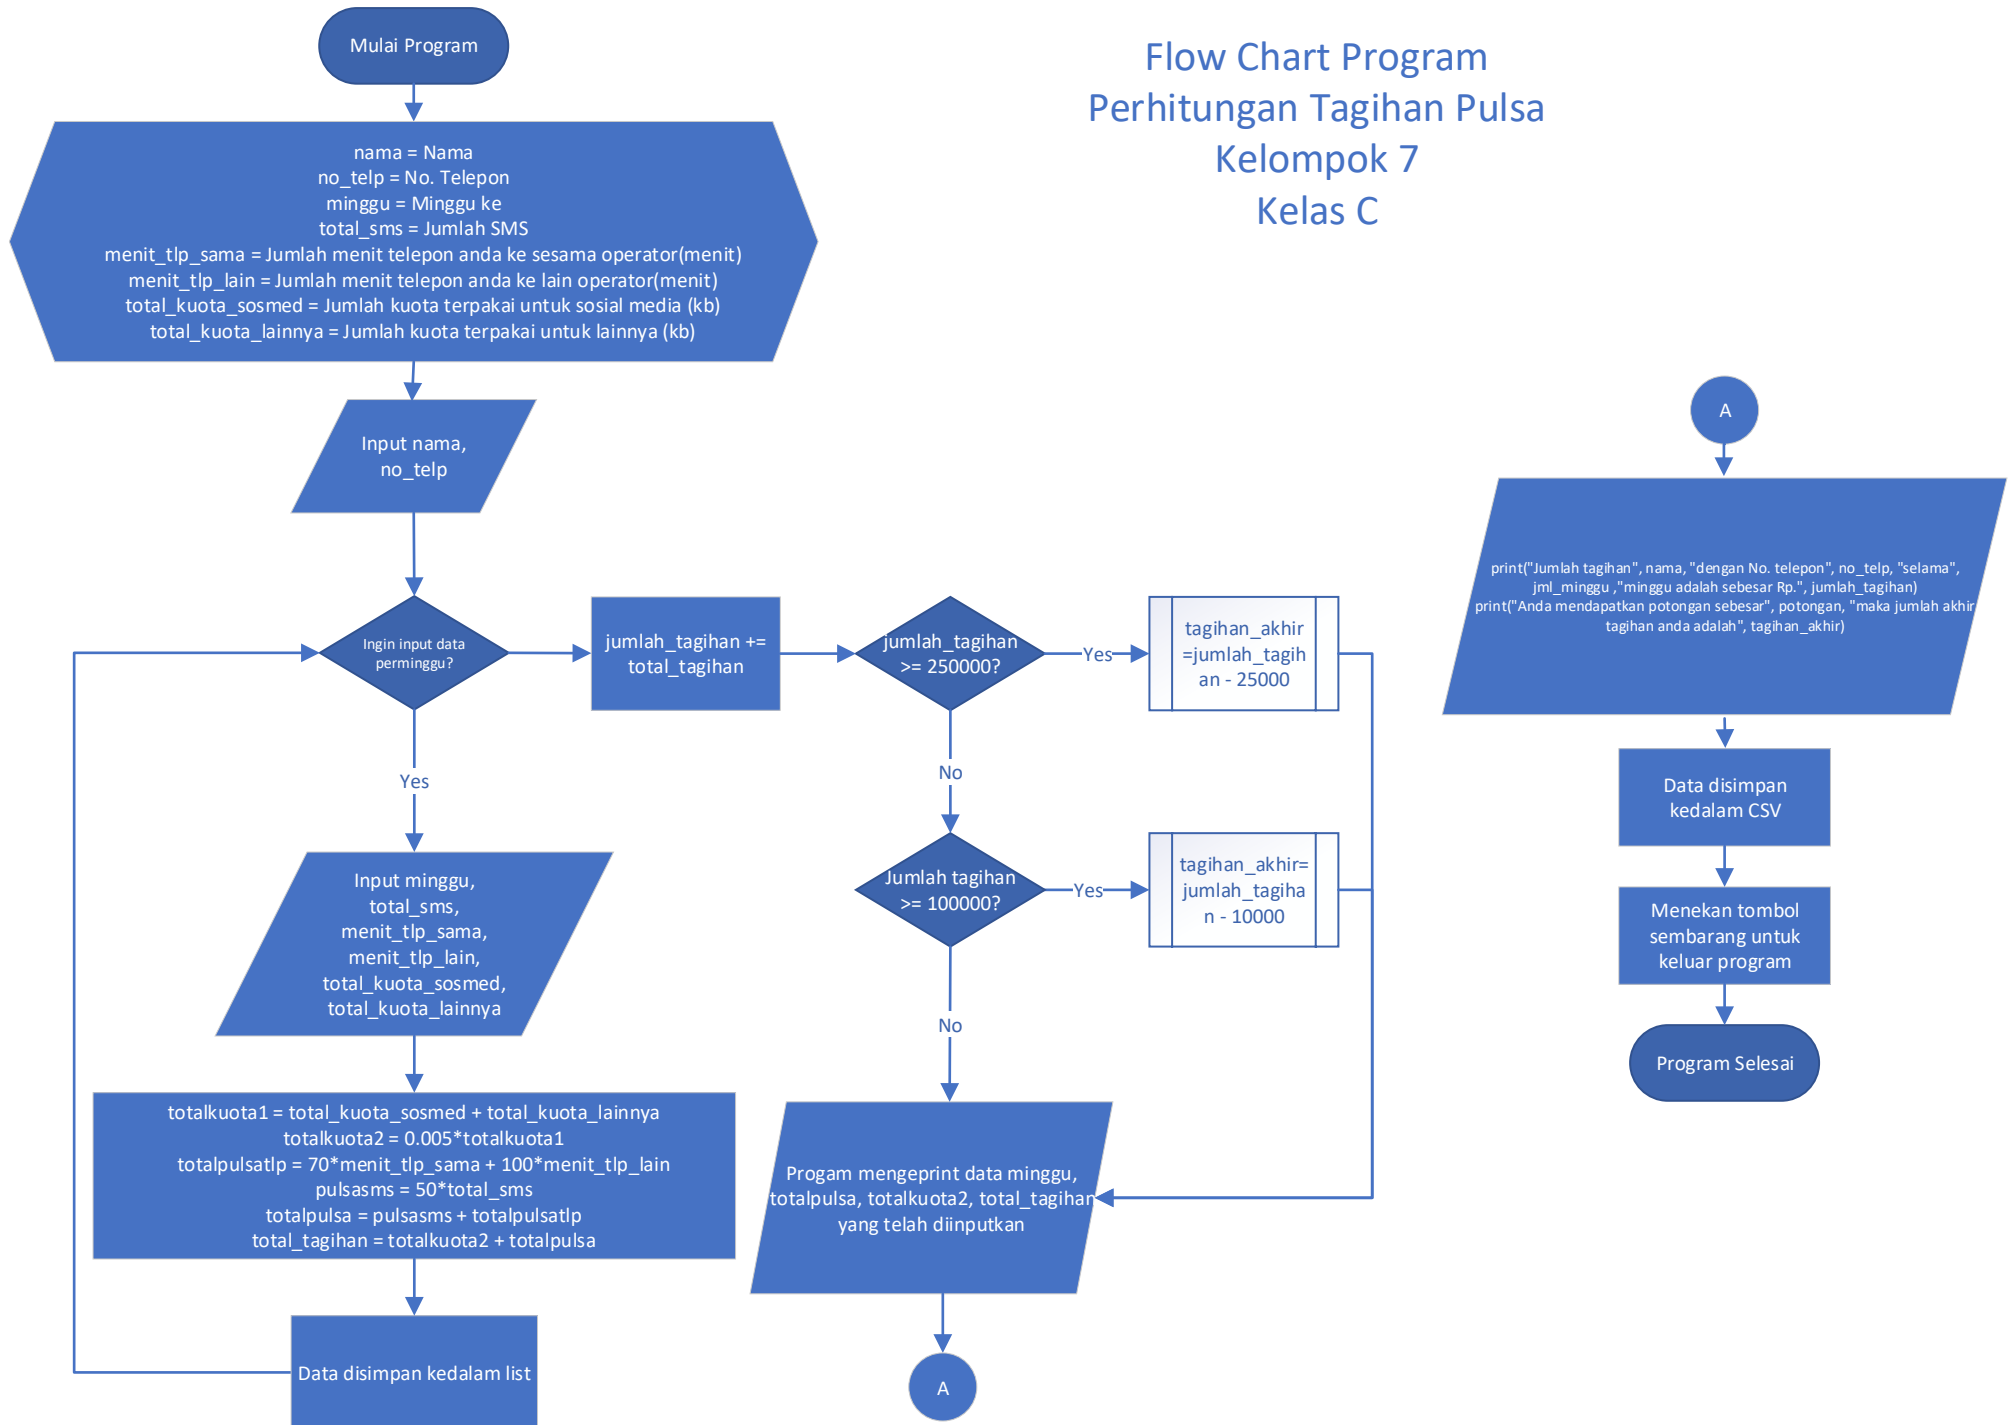 Flow Chart Program
Perhitungan Tagihan Pulsa
Kelompok 7
Kelas C
Mulai Program
nama = Nama
no_telp = No. Telepon
minggu = Minggu ke
total_sms = Jumlah SMS
menit_tlp_sama = Jumlah menit telepon anda ke sesama operator(menit)
menit_tlp_lain = Jumlah menit telepon anda ke lain operator(menit)
total_kuota_sosmed = Jumlah kuota terpakai untuk sosial media (kb)
total_kuota_lainnya = Jumlah kuota terpakai untuk lainnya (kb)
Input nama,
no_telp
Ingin input data
perminggu?
Yes
Input minggu,
total_sms,
menit_tlp_sama,
menit_tlp_lain,
total_kuota_sosmed,
total_kuota_lainnya
totalkuota1 = total_kuota_sosmed + total_kuota_lainnya
totalkuota2 = 0.005*totalkuota1
totalpulsatlp = 70*menit_tlp_sama + 100*menit_tlp_lain
pulsasms = 50*total_sms
totalpulsa = pulsasms + totalpulsatlp
total_tagihan = totalkuota2 + totalpulsa
Data disimpan kedalam list
jumlah_tagihan +=
total_tagihan
jumlah_tagihan
>= 250000?
Yes
tagihan_akhir
=jumlah_tagih
an - 25000
No
Jumlah tagihan
>= 100000?
Yes
tagihan_akhir=
jumlah_tagiha
n - 10000
No
Progam mengeprint data minggu,
totalpulsa, totalkuota2, total_tagihan
yang telah diinputkan
A
A
print("Jumlah tagihan", nama, "dengan No. telepon", no_telp, "selama",
jml_minggu ,"minggu adalah sebesar Rp.", jumlah_tagihan)
print("Anda mendapatkan potongan sebesar", potongan, "maka jumlah akhir
tagihan anda adalah", tagihan_akhir)
Data disimpan
kedalam CSV
Menekan tombol
sembarang untuk
keluar program
Program Selesai